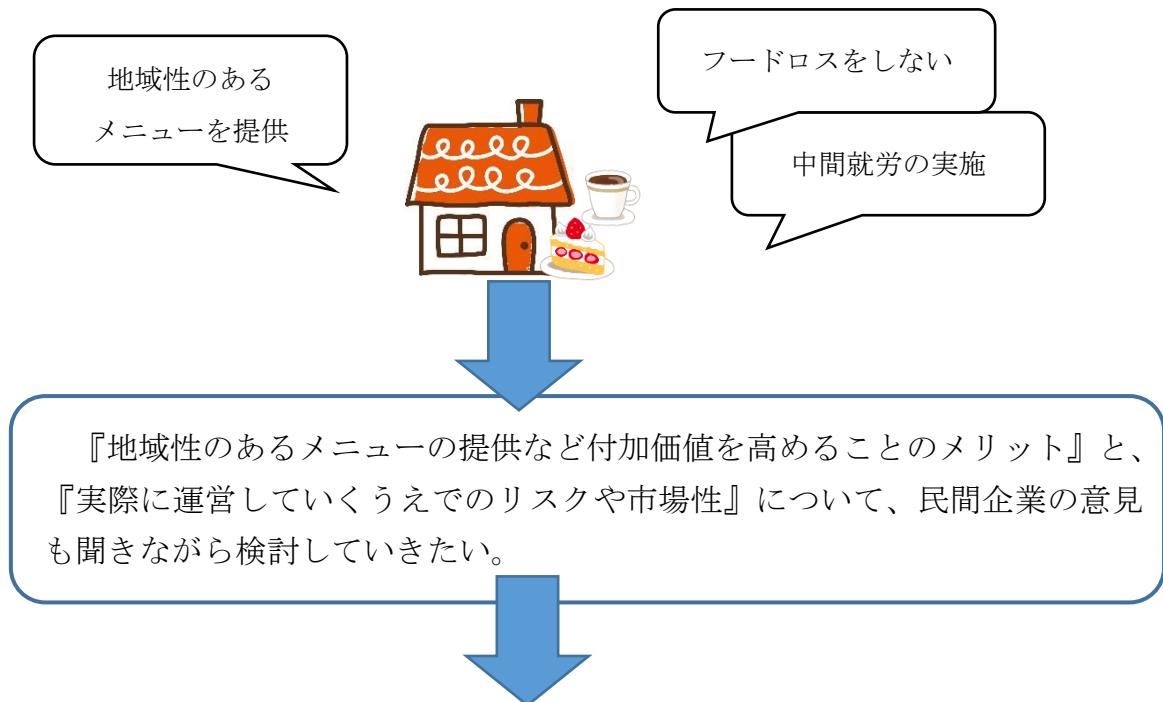 地域性のある
メニューを提供
フードロスをしない
中間就労の実施
『地域性のあるメニューの提供など付加価値を高めることのメリット』と、
『実際に運営していくうえでのリスクや市場性』について、民間企業の意見
も聞きながら検討していきたい。